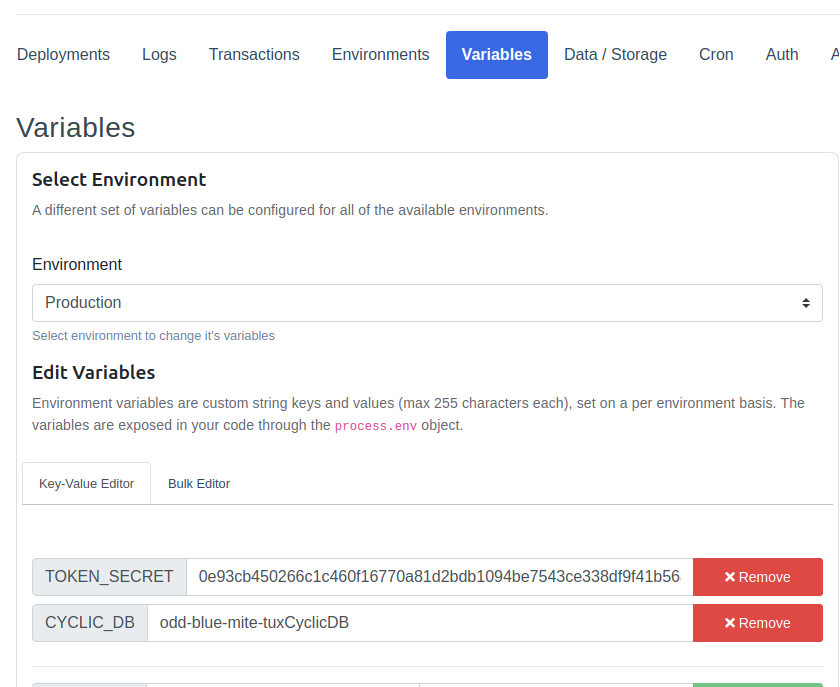 Deployments Logs Transactions Environments Variables Data / Storage Cron Auth
Variables
Select Environment
A different set of variables can be configured for all of the available environments.
Environment
Production
Select environment to change it's variables
Edit Variables
Environment variables are custom string keys and values (max 255 characters each), set on a per environment basis. The
variables are exposed in your code through the process.env object.
Key-Value Editor Bulk Editor
TOKEN_SECRET 0e93cb450266c1c460f16770a81d2bdb1094be7543ce338df9f41b56 Remove
CYCLIC_DB odd-blue-mite-tuxCyclicDB Remove